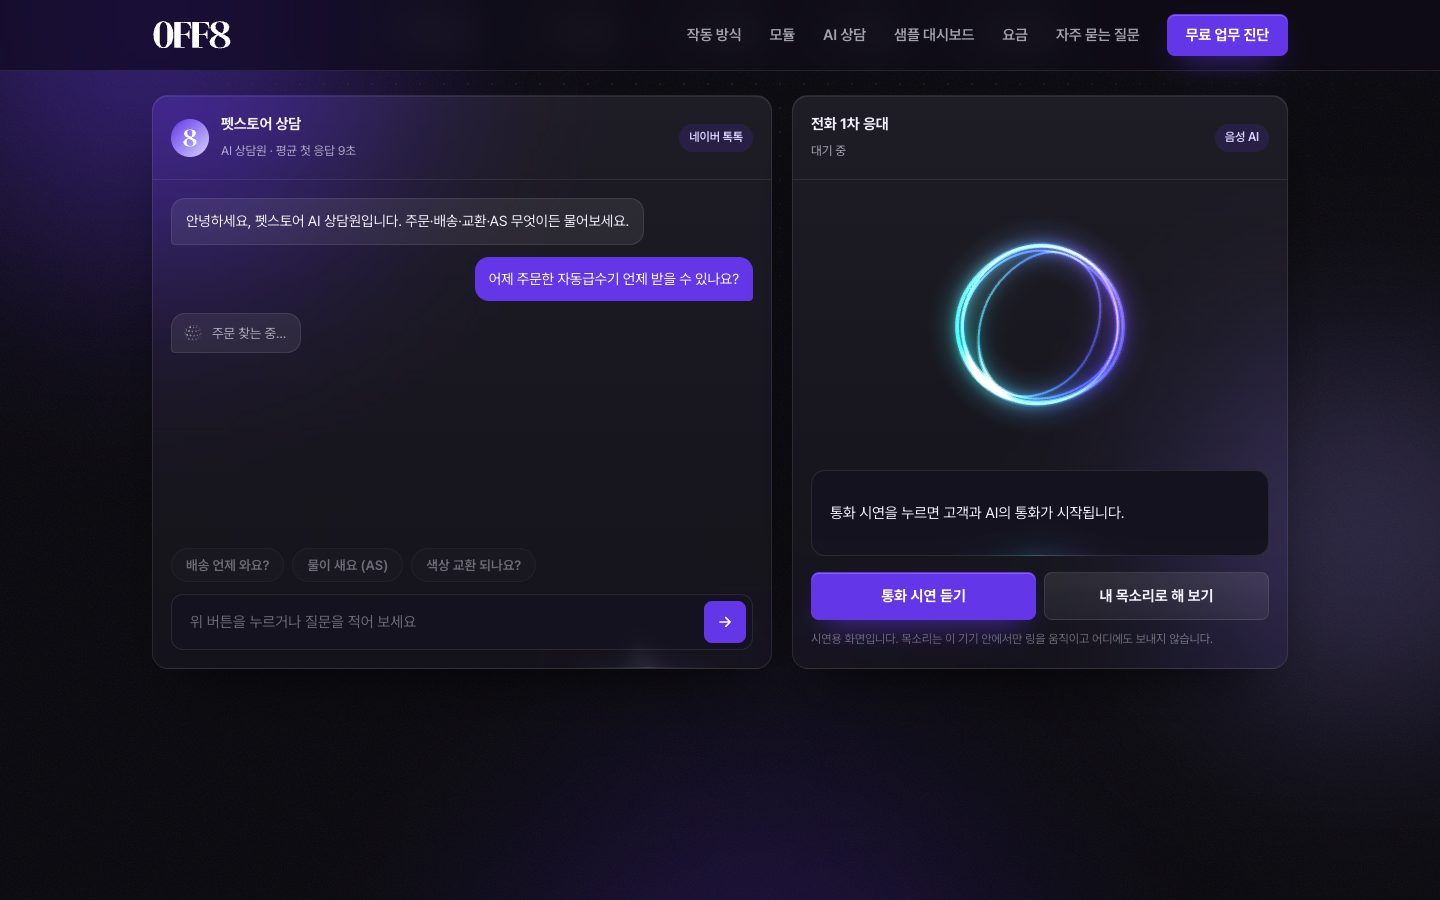 OFF8
작동 방식
모듈
AI 상담
샘플 대시보드
요금
자주 묻는 질문
무료 업무 진단
8
펫스토어 상담
AI 상담원 · 평균 첫 응답 9초
네이버 톡톡
안녕하세요, 펫스토어 AI 상담원입니다. 주문·배송·교환·AS 무엇이든 물어보세요.
어제 주문한 자동급수기 언제 받을 수 있나요?
주문 찾는 중...
배송 언제 와요?
물이 새요 (AS)
색상 교환 되나요?
위 버튼을 누르거나 질문을 적어 보세요
전화 1차 응대
대기 중
음성 AI
통화 시연을 누르면 고객과 AI의 통화가 시작됩니다.
통화 시연 듣기
내 목소리로 해 보기
시연용 화면입니다. 목소리는 이 기기 안에서만 링을 움직이고 어디에도 보내지 않습니다.